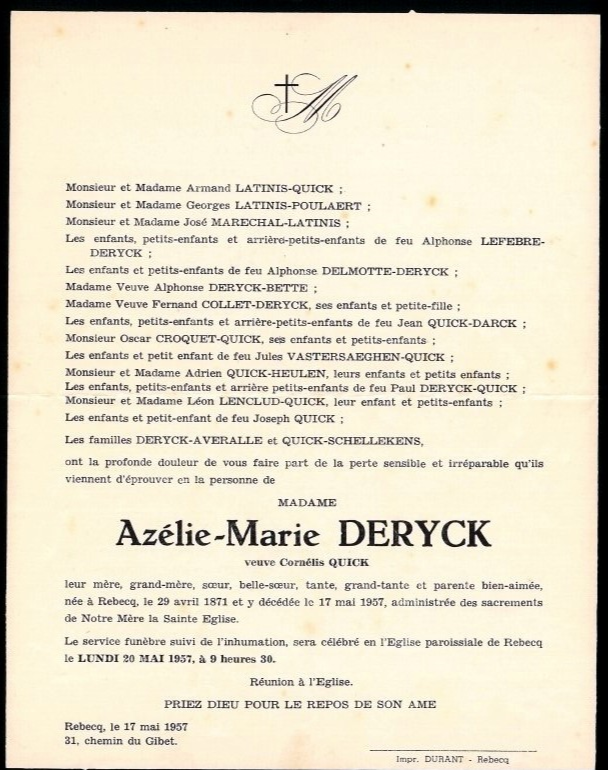 M
Monsieur et Madame Armand LATINIS-QUICK ;
Monsieur et Madame Georges LATINIS-POULAERT ;
Monsieur et Madame José MARECHAL-LATINIS ;
Les enfants, petits-enfants et arrière-petits-enfants de feu Alphonse LEFEBRE-
DERYCK ;
Les enfants et petits-enfants de feu Alphonse DELMOTTE-DERYCK ;
Madame Veuve Alphonse DERYCK-BETTE ;
Madame Veuve Fernand COLLET-DERYCK, ses enfants et petite-fille ;
Les enfants, petits-enfants et arrière-petits-enfants de feu Jean QUICK-DARCK ;
Monsieur Oscar CROQUET-QUICK, ses enfants et petits-enfants ;
Les enfants et petit enfant de feu Jules VASTERSAEGHEN-QUICK ;
Monsieur et Madame Adrien QUICK-HEULEN, leurs enfants et petits enfants ;
Les enfants, petits-enfants et arrière petits-enfants de feu Paul DERYCK-QUICK ;
Monsieur et Madame Léon LENCLUD-QUICK, leur enfant et petits-enfants ;
Les enfants et petit-enfant de feu Joseph QUICK ;
Les familles DERYCK-AVERALLE et QUICK-SCHELLEKENS,
ont la profonde douleur de vous faire part de la perte sensible et irréparable qu'ils
viennent d'éprouver en la personne de
MADAME
Azélie-Marie DERYCK
veuve Cornélis QUICK
leur mère, grand-mère, sœur, belle-sœur, tante, grand-tante et parente bien-aimée,
née à Rebecq, le 29 avril 1871 et y décédée le 17 mai 1957, administrée des sacrements
de Notre Mère la Sainte Eglise.
Le service funèbre suivi de l'inhumation, sera célébré en l'Eglise paroissiale de Rebecq
le LUNDI 20 MAI 1957, à 9 heures 30.
Réunion à l'Eglise.
PRIEZ DIEU POUR LE REPOS DE SON AME
Rebecq, le 17 mai 1957
31, chemin du Gibet.
Impr. DURANT - Rebecq